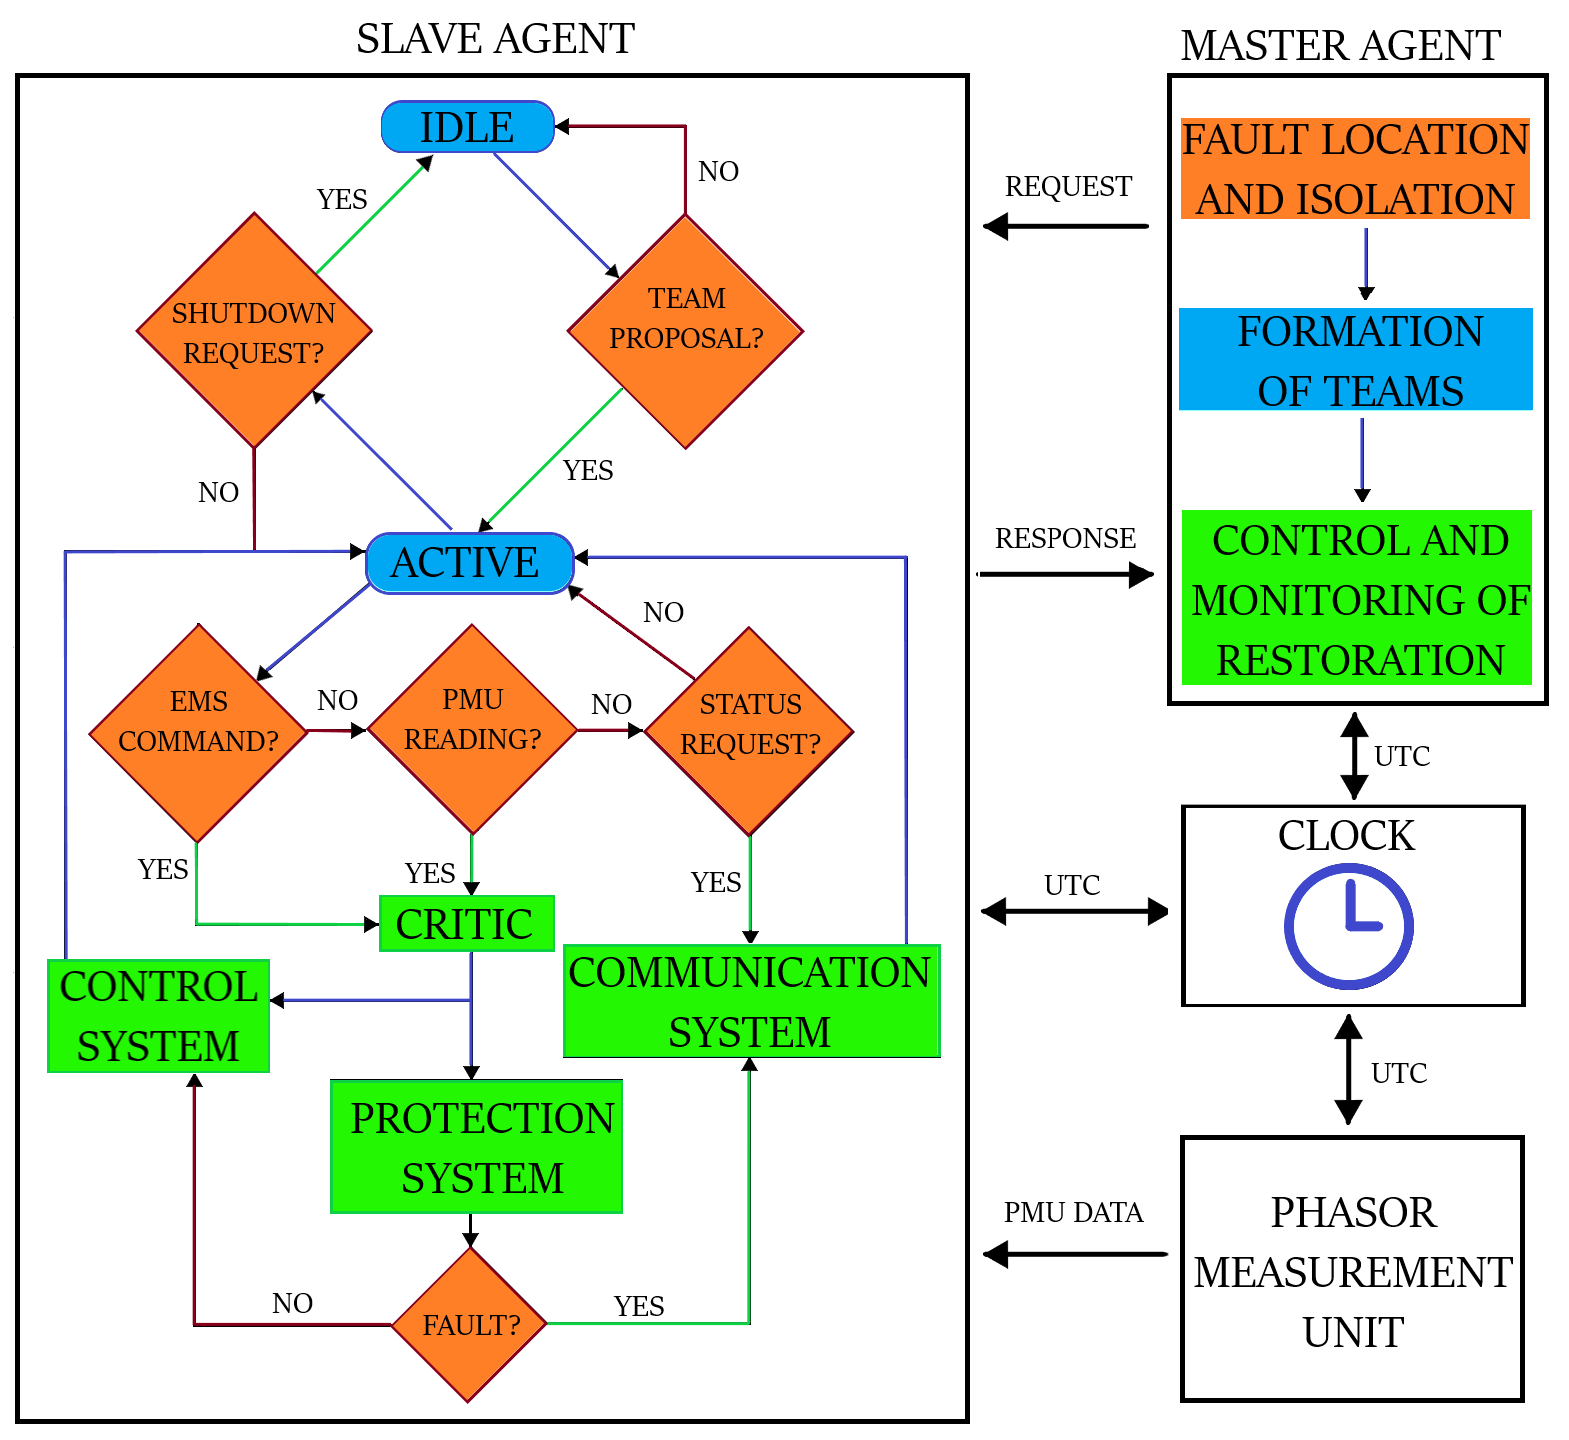 SLAVE AGENT
IDLE
YES
NO
SHUTDOWN
REQUEST?
TEAM
PROPOSAL?
NO
YES
ACTIVE
NO
EMS
COMMAND?
NO
PMU
READING?
NO
STATUS
REQUEST?
YES
YES
YES
CRITIC
CONTROL
SYSTEM
COMMUNICATION
SYSTEM
PROTECTION
SYSTEM
NO
FAULT?
YES
REQUEST
RESPONSE
UTC
PMU DATA
MASTER AGENT
FAULT LOCATION
AND ISOLATION
FORMATION
OF TEAMS
CONTROL AND
MONITORING OF
RESTORATION
UTC
CLOCK
UTC
PHASOR
MEASUREMENT
UNIT